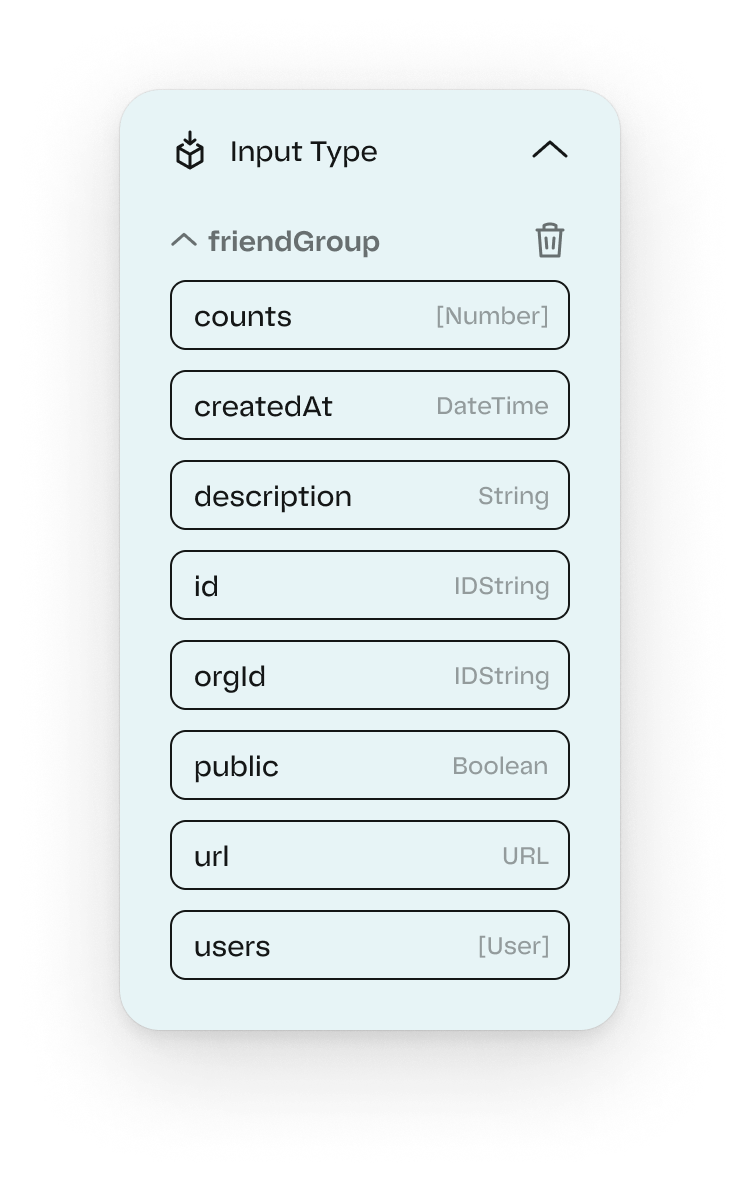 Input Type
friendGroup
counts [Number]
createdAt DateTime
description String
id IDString
orgId IDString
public Boolean
url URL
users [User]